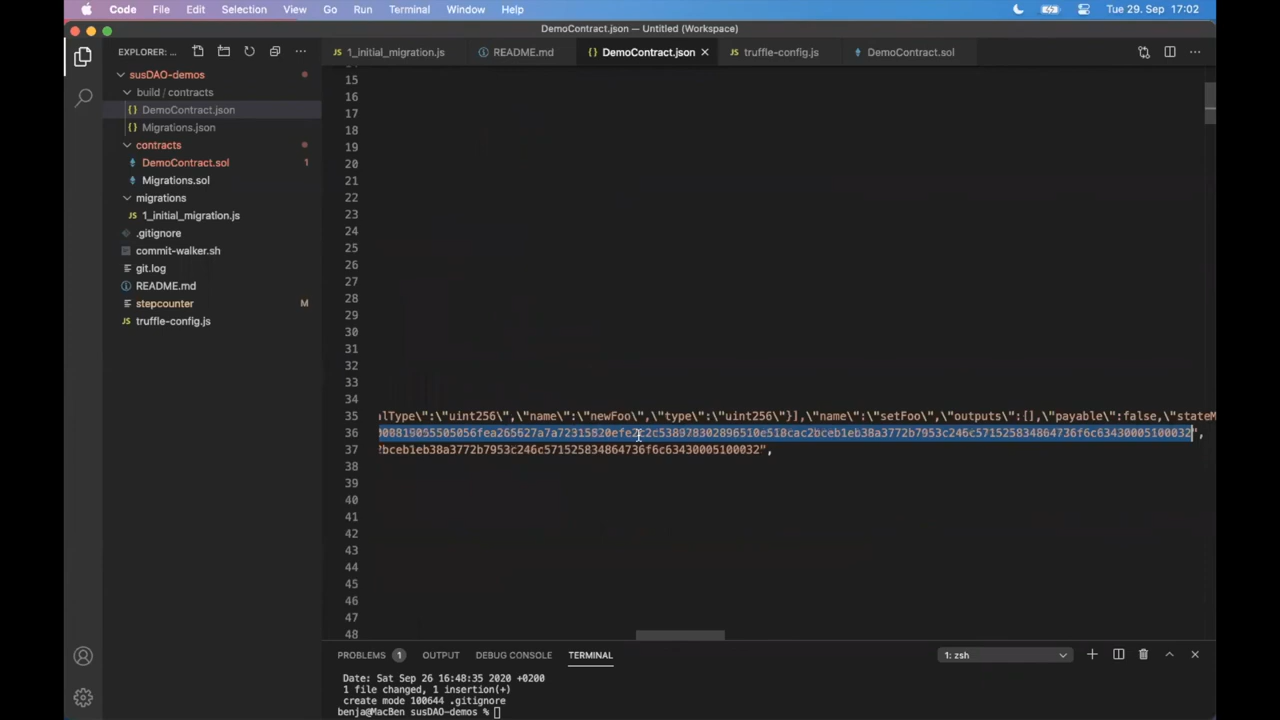 Code File Edit Selection View Go Run Terminal Window Help Tue 29. Sep 17:02
DemoContract.json — Untitled (Workspace)
EXPLORER: ...
1_initial_migration.js README.md {} DemoContract.json truffle-config.js DemoContract.sol
susDAO-demos
build / contracts
{} DemoContract.json
{} Migrations.json
contracts
DemoContract.sol 1
Migrations.sol
migrations
JS 1_initial_migration.js
.gitignore
commit-walker.sh
git.log
README.md
stepcounter M
JS truffle-config.js
15
16
17
18
19
20
21
22
23
24
25
26
27
28
29
30
31
32
33
34
35 lType\":\"uint256\",\"name\":\"newFoo\",\"type\":\"uint256\"}],\"name\":\"setFoo\",\"outputs\":[],\"payable\":false,\"stateM
36
37 bceb1eb38a3772b7953c246c571525834864736f6c63430005100032",
38
39
40
41
42
43
44
45
46
47
48
PROBLEMS 1 OUTPUT DEBUG CONSOLE TERMINAL 1: zsh
Date: Sat Sep 26 16:48:35 2020 +0200
1 file changed, 1 insertion(+)
create mode 100644 .gitignore
benja@MacBen susDAO-demos %